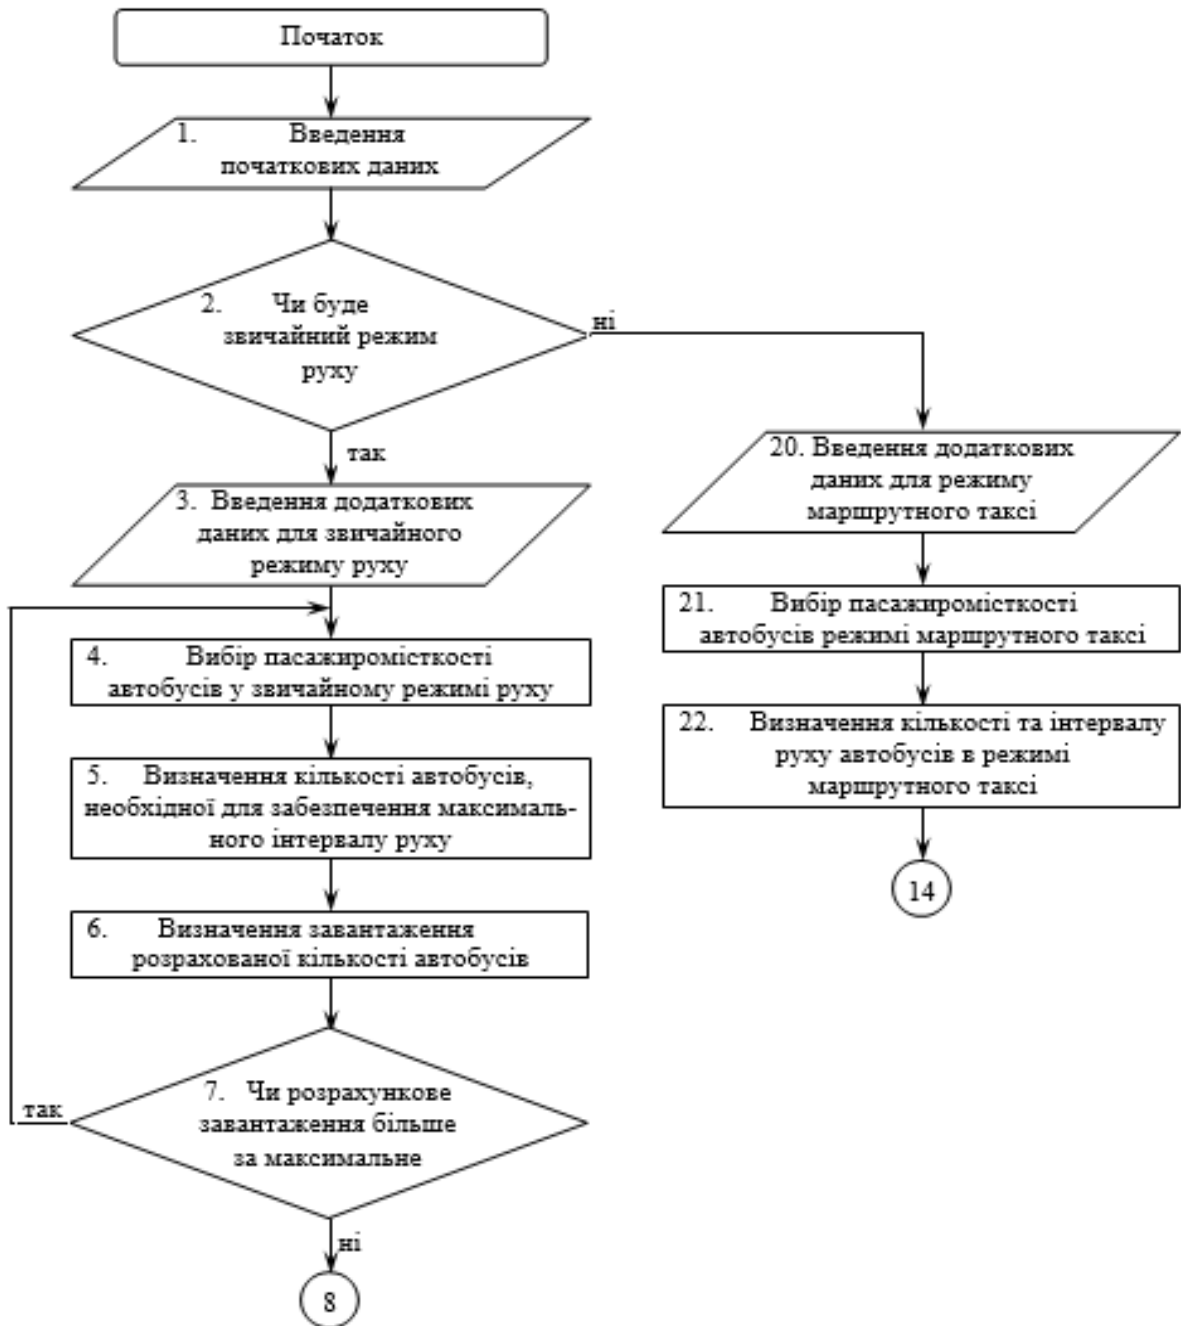 Початок
1. Введення
початкових даних
2. Чи буде
звичайний режим
руху
ні
так
3. Введення додаткових
даних для звичайного
режиму руху
4. Вибір пасажиромісткості
автобусів у звичайному режимі руху
5. Визначення кількості автобусів,
необхідної для забезпечення максималь-
ного інтервалу руху
6. Визначення завантаження
розрахованої кількості автобусів
7. Чи розрахункове
завантаження більше
за максимальне
так
ні
8
20. Введення додаткових
даних для режиму
маршрутного таксі
21. Вибір пасажиромісткості
автобусів режимі маршрутного таксі
22. Визначення кількості та інтервалу
руху автобусів в режимі
маршрутного таксі
14